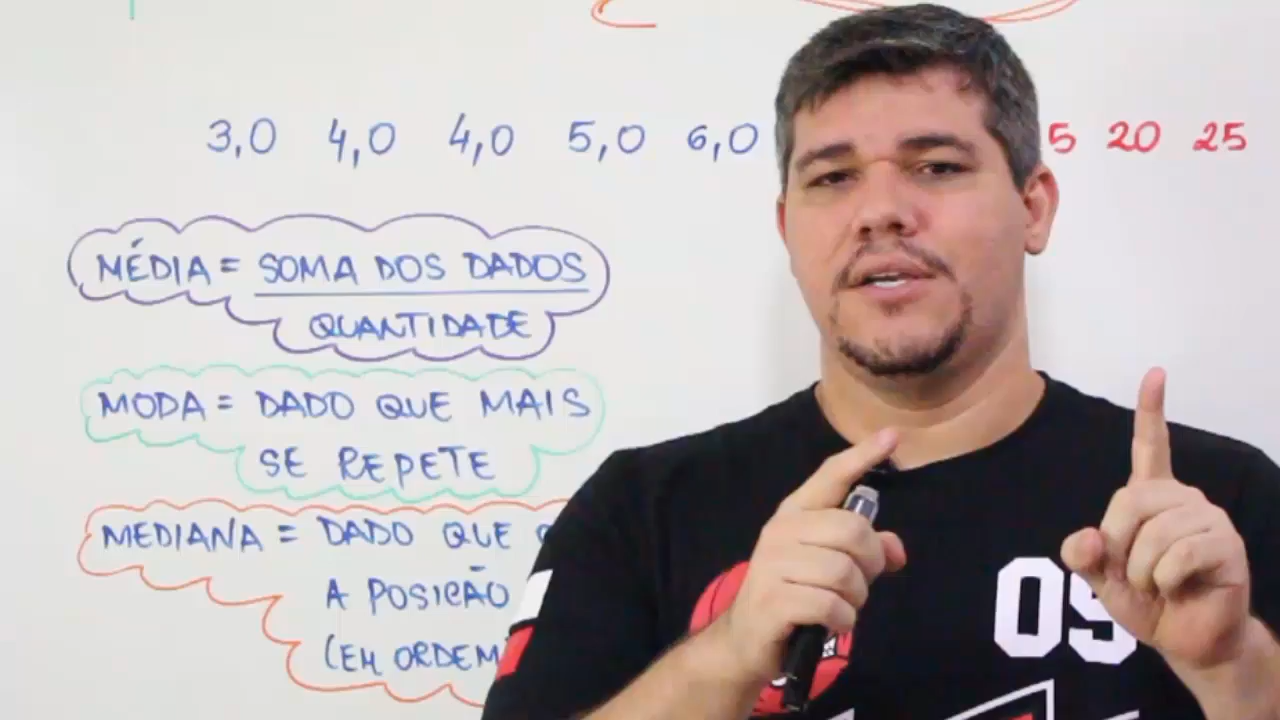 3,0 4,0 4,0 5,0 6,0 5 20 25
MÉDIA = SOMA DOS DADOS
QUANTIDADE
MODA = DADO QUE MAIS
SE REPETE
MEDIANA = DADO QUE
A POSIÇÃO
(EM ORDEM
09